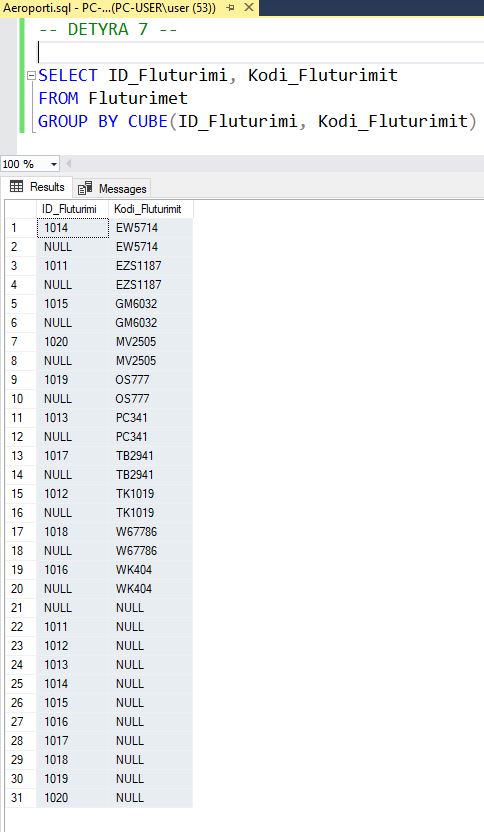 Aeroporti.sql - PC-...(PC-USER\user (53))
-- DETYRA 7 --
SELECT ID_Fluturimi, Kodi_Fluturimit
FROM Fluturimet
GROUP BY CUBE(ID_Fluturimi, Kodi_Fluturimit)
100 %
Results Messages
ID_Fluturimi Kodi_Fluturimit
1 1014 EW5714
2 NULL EW5714
3 1011 EZS1187
4 NULL EZS1187
5 1015 GM6032
6 NULL GM6032
7 1020 MV2505
8 NULL MV2505
9 1019 OS777
10 NULL OS777
11 1013 PC341
12 NULL PC341
13 1017 TB2941
14 NULL TB2941
15 1012 TK1019
16 NULL TK1019
17 1018 W67786
18 NULL W67786
19 1016 WK404
20 NULL WK404
21 NULL NULL
22 1011 NULL
23 1012 NULL
24 1013 NULL
25 1014 NULL
26 1015 NULL
27 1016 NULL
28 1017 NULL
29 1018 NULL
30 1019 NULL
31 1020 NULL